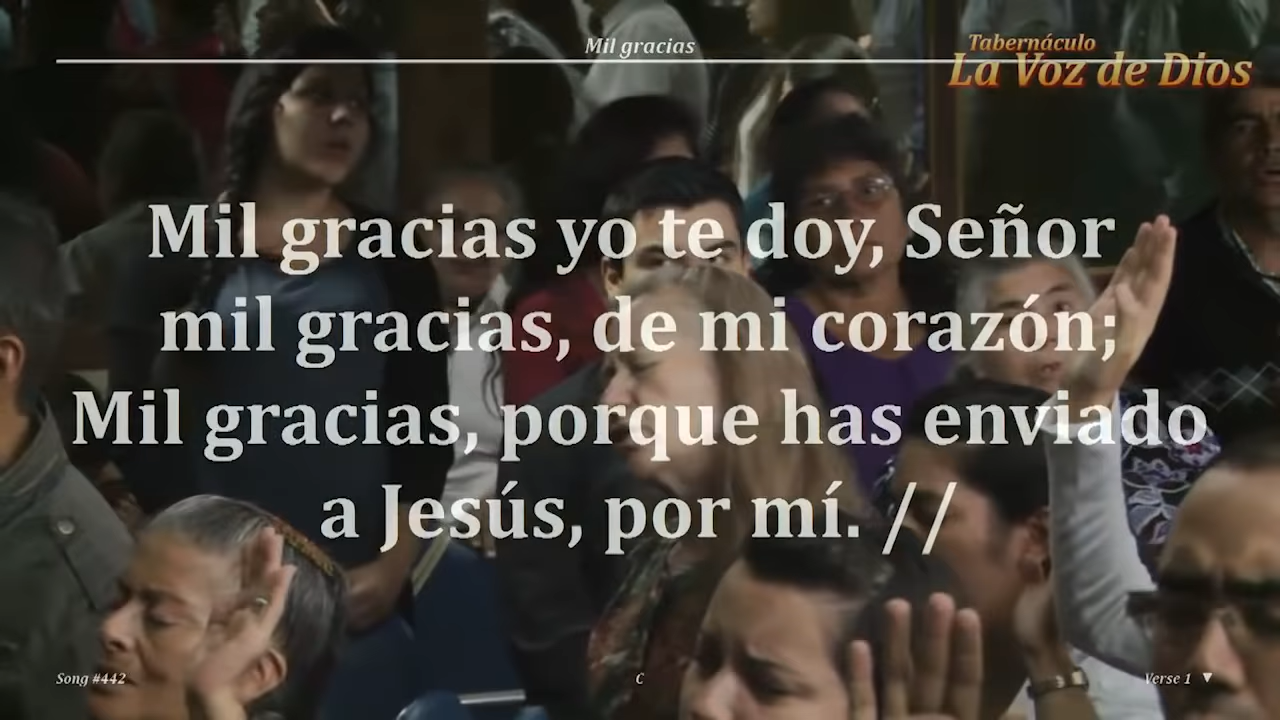 Mil gracias
Tabernáculo
La Voz de Dios
Mil gracias yo te doy, Señor
mil gracias, de mi corazón;
Mil gracias, porque has enviado
a Jesús, por mí. //
Song #442
C
Verse 1 ▼